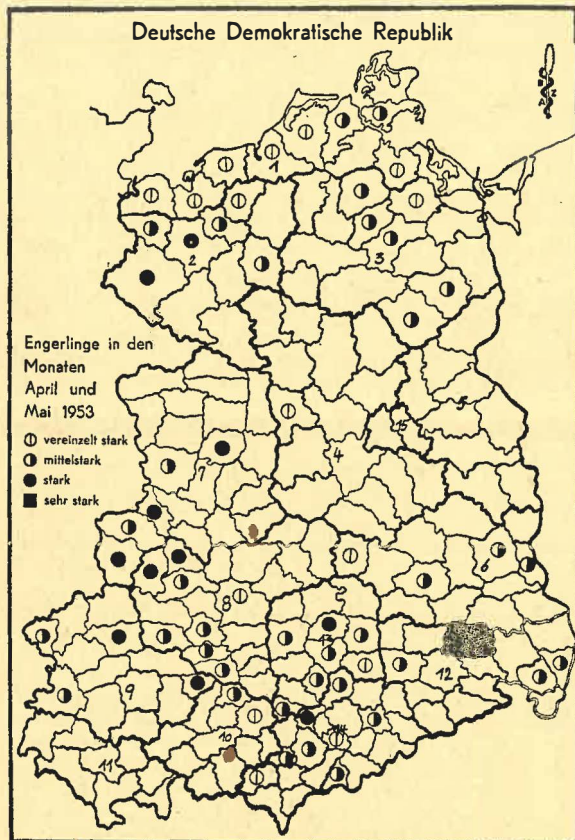 Deutsche Demokratische Republik
N
1
2
3
Engerlinge in den
Monaten
April und
Mai 1953
vereinzelt stark
mittelstark
stark
sehr stark
5
15
4
7
6
8
13
12
9
10
14
11